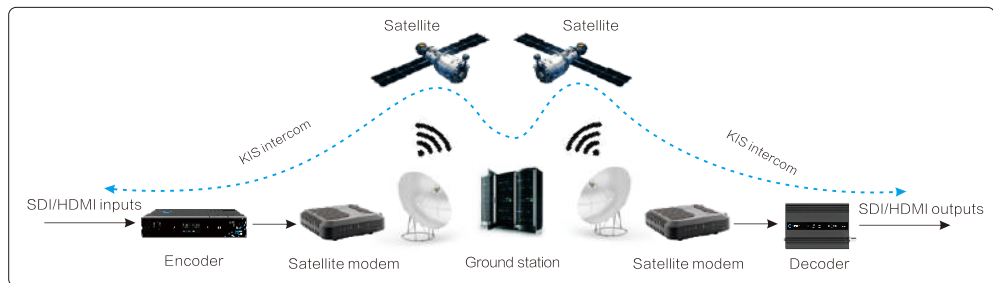 Satellite
Satellite
KIS intercom
KIS intercom
SDI/HDMI inputs
SDI/HDMI outputs
Encoder
Satellite modem
Ground station
Satellite modem
Decoder